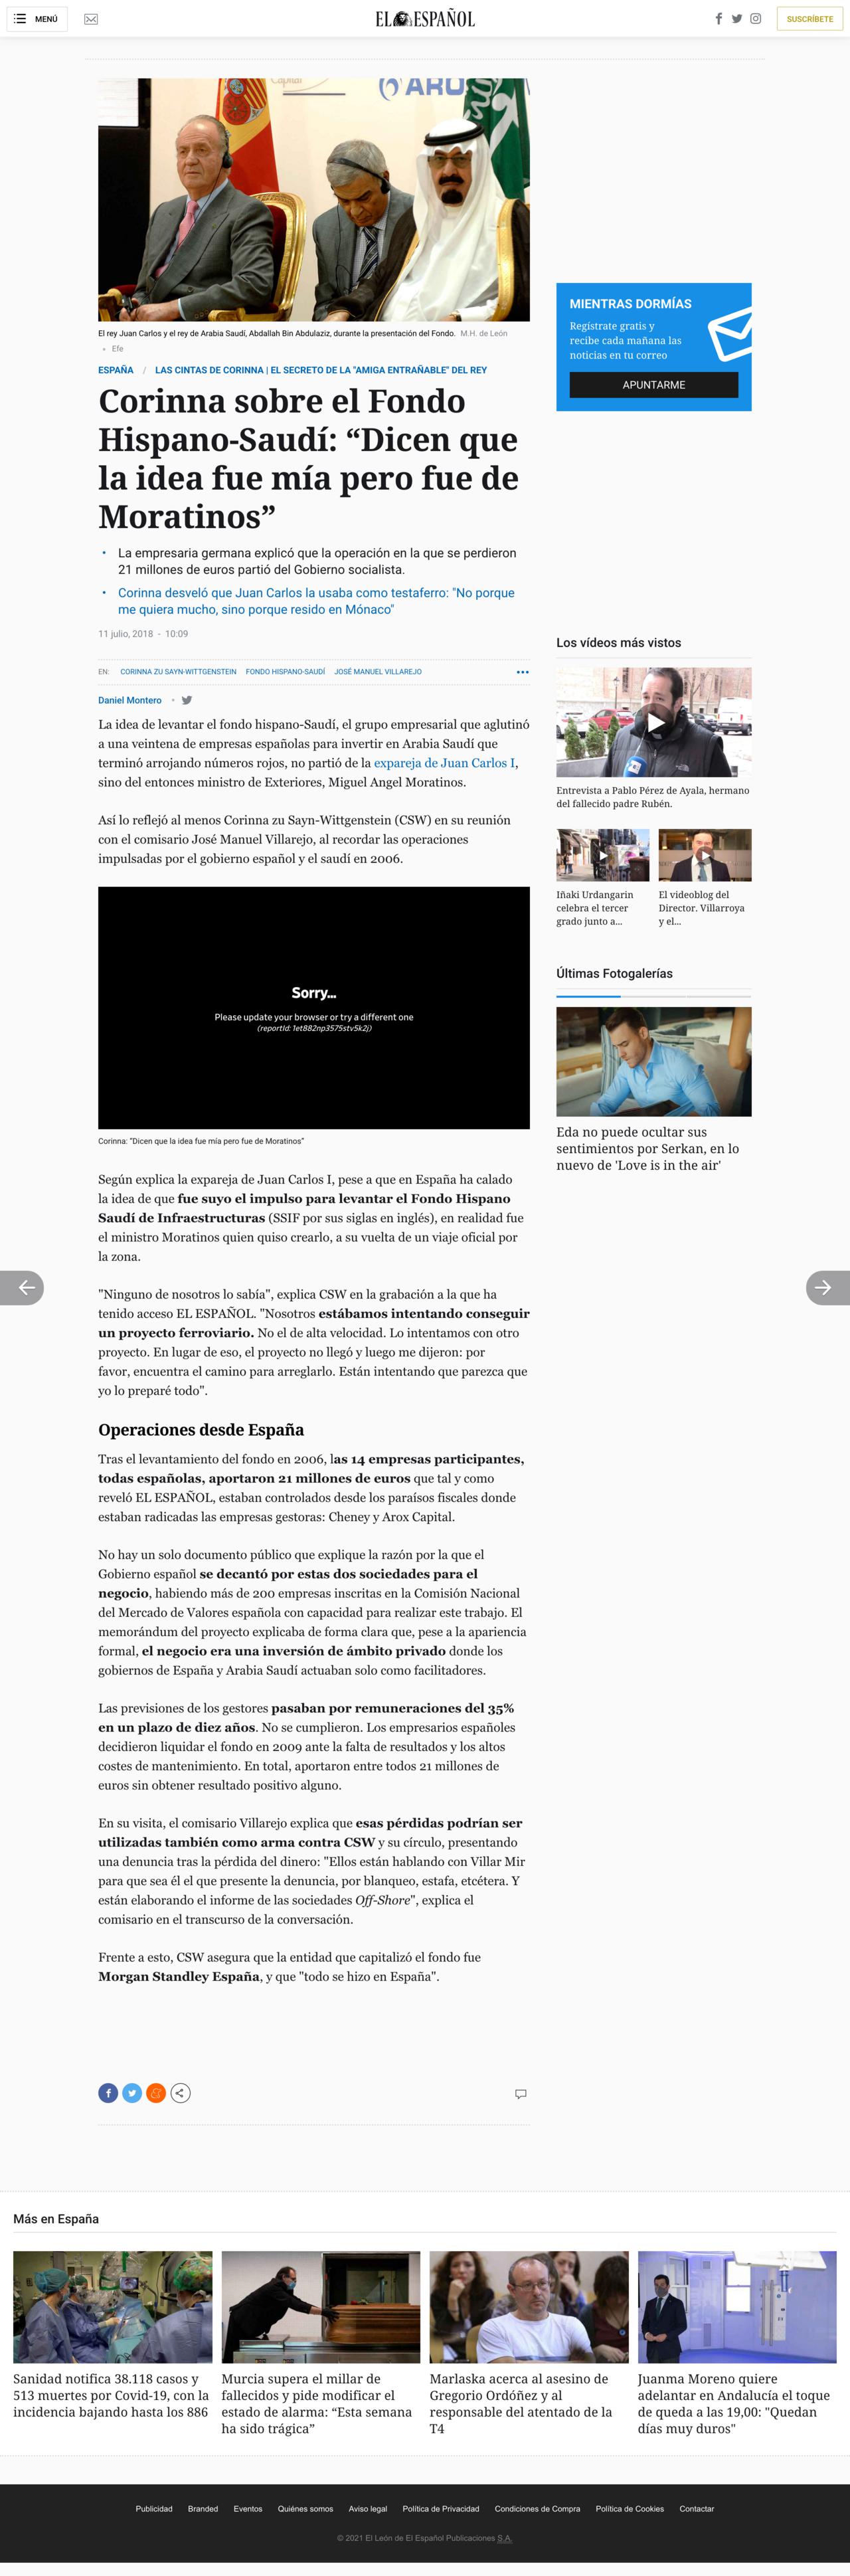 MENÚ
EL ESPAÑOL
SUSCRÍBETE
El rey Juan Carlos y el rey de Arabia Saudí, Abdallah Bin Abdulaziz, durante la presentación del Fondo. M.H. de León
Efe
ESPAÑA / LAS CINTAS DE CORINNA | EL SECRETO DE LA "AMIGA ENTRAÑABLE" DEL REY
Corinna sobre el Fondo
Hispano-Saudí: “Dicen que
la idea fue mía pero fue de
Moratinos”
• La empresaria germana explicó que la operación en la que se perdieron
21 millones de euros partió del Gobierno socialista.
• Corinna desveló que Juan Carlos la usaba como testaferro: "No porque
me quiera mucho, sino porque resido en Mónaco"
11 julio, 2018 - 10:09
EN: CORINNA ZU SAYN-WITTGENSTEIN FONDO HISPANO-SAUDÍ JOSÉ MANUEL VILLAREJO
Daniel Montero
La idea de levantar el fondo hispano-Saudí, el grupo empresarial que aglutinó
a una veintena de empresas españolas para invertir en Arabia Saudí que
terminó arrojando números rojos, no partió de la expareja de Juan Carlos I,
sino del entonces ministro de Exteriores, Miguel Angel Moratinos.
Así lo reflejó al menos Corinna zu Sayn-Wittgenstein (CSW) en su reunión
con el comisario José Manuel Villarejo, al recordar las operaciones
impulsadas por el gobierno español y el saudí en 2006.
Sorry...
Please update your browser or try a different one
(reportId: 1et882np3575stv5k2j)
Corinna: “Dicen que la idea fue mía pero fue de Moratinos”
Según explica la expareja de Juan Carlos I, pese a que en España ha calado
la idea de que fue suyo el impulso para levantar el Fondo Hispano
Saudí de Infraestructuras (SSIF por sus siglas en inglés), en realidad fue
el ministro Moratinos quien quiso crearlo, a su vuelta de un viaje oficial por
la zona.
"Ninguno de nosotros lo sabía", explica CSW en la grabación a la que ha
tenido acceso EL ESPAÑOL. "Nosotros estábamos intentando conseguir
un proyecto ferroviario. No el de alta velocidad. Lo intentamos con otro
proyecto. En lugar de eso, el proyecto no llegó y luego me dijeron: por
favor, encuentra el camino para arreglarlo. Están intentando que parezca que
yo lo preparé todo".
Operaciones desde España
Tras el levantamiento del fondo en 2006, las 14 empresas participantes,
todas españolas, aportaron 21 millones de euros que tal y como
reveló EL ESPAÑOL, estaban controlados desde los paraísos fiscales donde
estaban radicadas las empresas gestoras: Cheney y Arox Capital.
No hay un solo documento público que explique la razón por la que el
Gobierno español se decantó por estas dos sociedades para el
negocio, habiendo más de 200 empresas inscritas en la Comisión Nacional
del Mercado de Valores española con capacidad para realizar este trabajo. El
memorándum del proyecto explicaba de forma clara que, pese a la apariencia
formal, el negocio era una inversión de ámbito privado donde los
gobiernos de España y Arabia Saudí actuaban solo como facilitadores.
Las previsiones de los gestores pasaban por remuneraciones del 35%
en un plazo de diez años. No se cumplieron. Los empresarios españoles
decidieron liquidar el fondo en 2009 ante la falta de resultados y los altos
costes de mantenimiento. En total, aportaron entre todos 21 millones de
euros sin obtener resultado positivo alguno.
En su visita, el comisario Villarejo explica que esas pérdidas podrían ser
utilizadas también como arma contra CSW y su círculo, presentando
una denuncia tras la pérdida del dinero: "Ellos están hablando con Villar Mir
para que sea él el que presente la denuncia, por blanqueo, estafa, etcétera. Y
están elaborando el informe de las sociedades Off-Shore", explica el
comisario en el transcurso de la conversación.
Frente a esto, CSW asegura que la entidad que capitalizó el fondo fue
Morgan Standley España, y que "todo se hizo en España".
MIENTRAS DORMÍAS
Regístrate gratis y
recibe cada mañana las
noticias en tu correo
APUNTARME
Los vídeos más vistos
Entrevista a Pablo Pérez de Ayala, hermano
del fallecido padre Rubén.
Iñaki Urdangarin
celebra el tercer
grado junto a...
El videoblog del
Director. Villarroya
y el...
Últimas Fotogalerías
Eda no puede ocultar sus
sentimientos por Serkan, en lo
nuevo de 'Love is in the air'
Más en España
Sanidad notifica 38.118 casos y
513 muertes por Covid-19, con la
incidencia bajando hasta los 886
Murcia supera el millar de
fallecidos y pide modificar el
estado de alarma: “Esta semana
ha sido trágica”
Marlaska acerca al asesino de
Gregorio Ordóñez y al
responsable del atentado de la
T4
Juanma Moreno quiere
adelantar en Andalucía el toque
de queda a las 19,00: "Quedan
días muy duros"
Publicidad Branded Eventos Quiénes somos Aviso legal Política de Privacidad Condiciones de Compra Política de Cookies Contactar
© 2021 El León de El Español Publicaciones S.A.